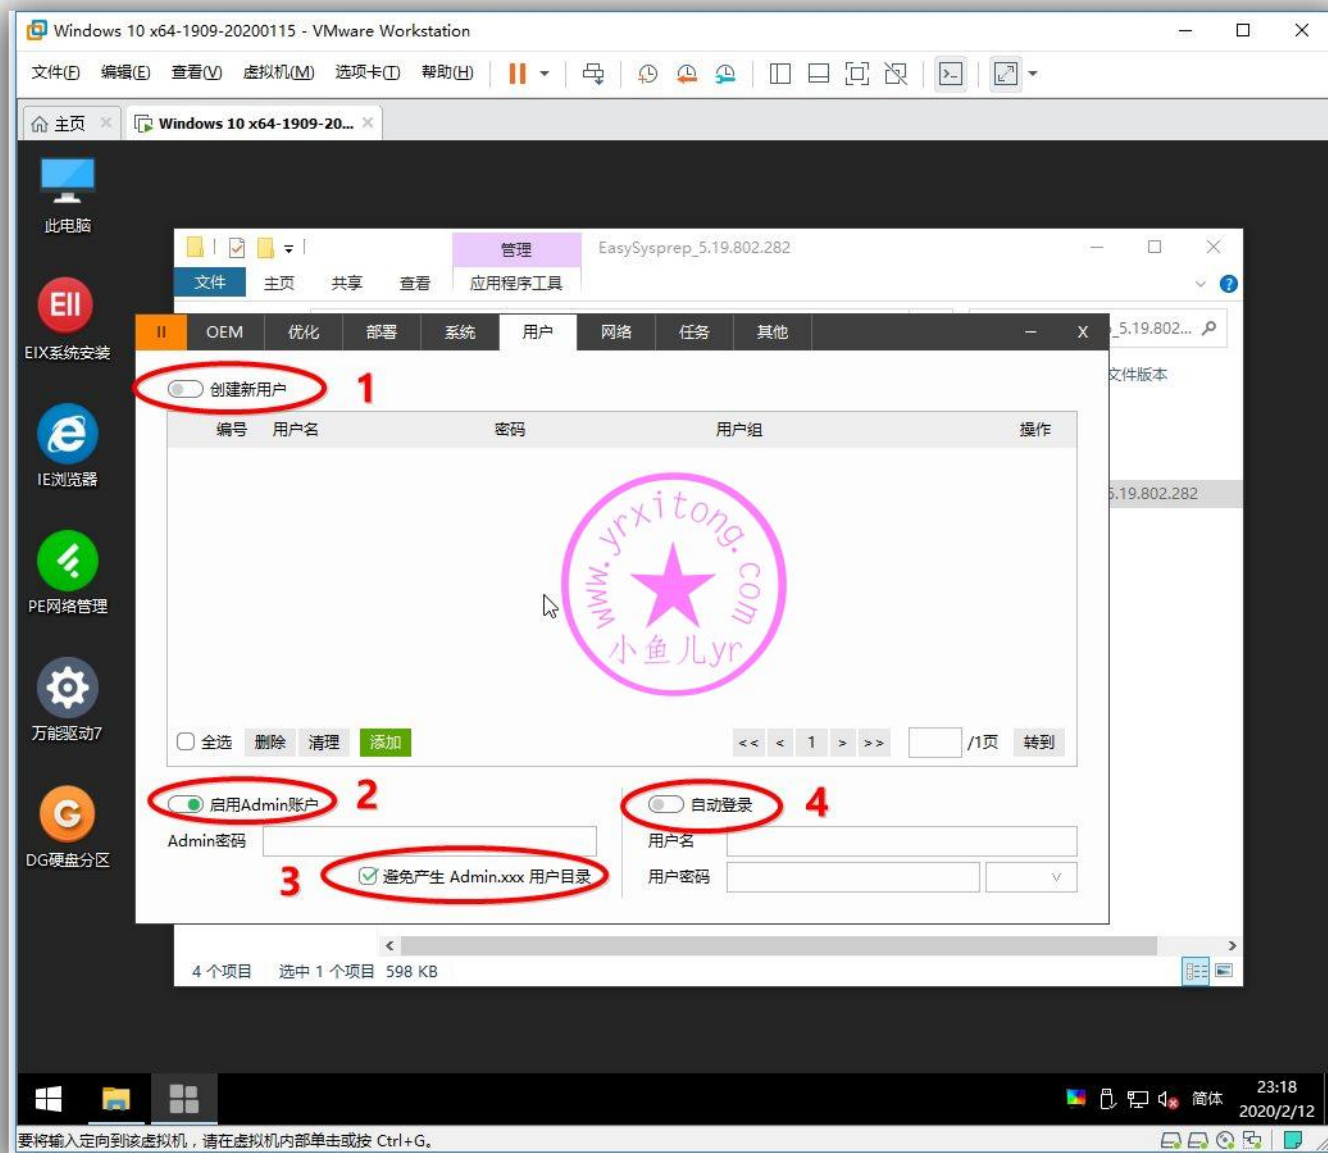 Windows 10 x64-1909-20200115 - VMware Workstation
文件(F) 编辑(E) 查看(V) 虚拟机(M) 选项卡(T) 帮助(H)
主页 Windows 10 x64-1909-20...
此电脑
管理 EasySysprep_5.19.802.282
文件 主页 共享 查看 应用程序工具
EII
EIX系统安装
II OEM 优化 部署 系统 用户 网络 任务 其他 X _5.19.802...
文件版本
创建新用户 1
编号 用户名 密码 用户组 操作
IE浏览器
5.19.802.282
www.yrxitong.com
小鱼儿yr
PE网络管理
万能驱动7
全选 删除 清理 添加 << < 1 > >> /1页 转到
启用Admin账户 2 自动登录 4
G
Admin密码 用户名
DG硬盘分区
3 避免产生 Admin.xxx 用户目录 用户密码
4 个项目 选中 1 个项目 598 KB
简体 23:18
2020/2/12
要将输入定向到该虚拟机，请在虚拟机内部单击或按 Ctrl+G。